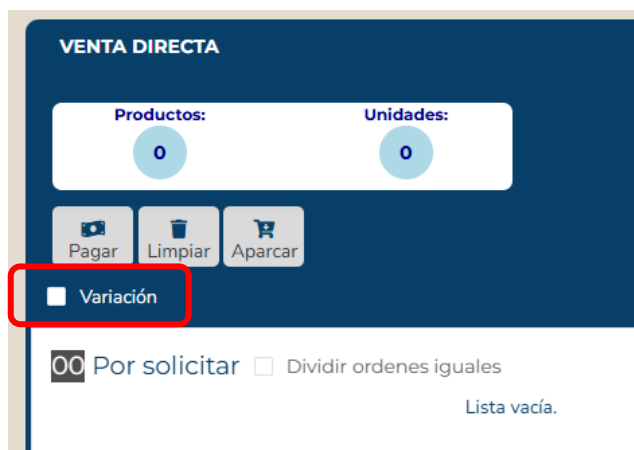 VENTA DIRECTA
Productos: Unidades:
0 0
Pagar Limpiar Aparcar
Variación
00 Por solicitar Dividir ordenes iguales
Lista vacía.